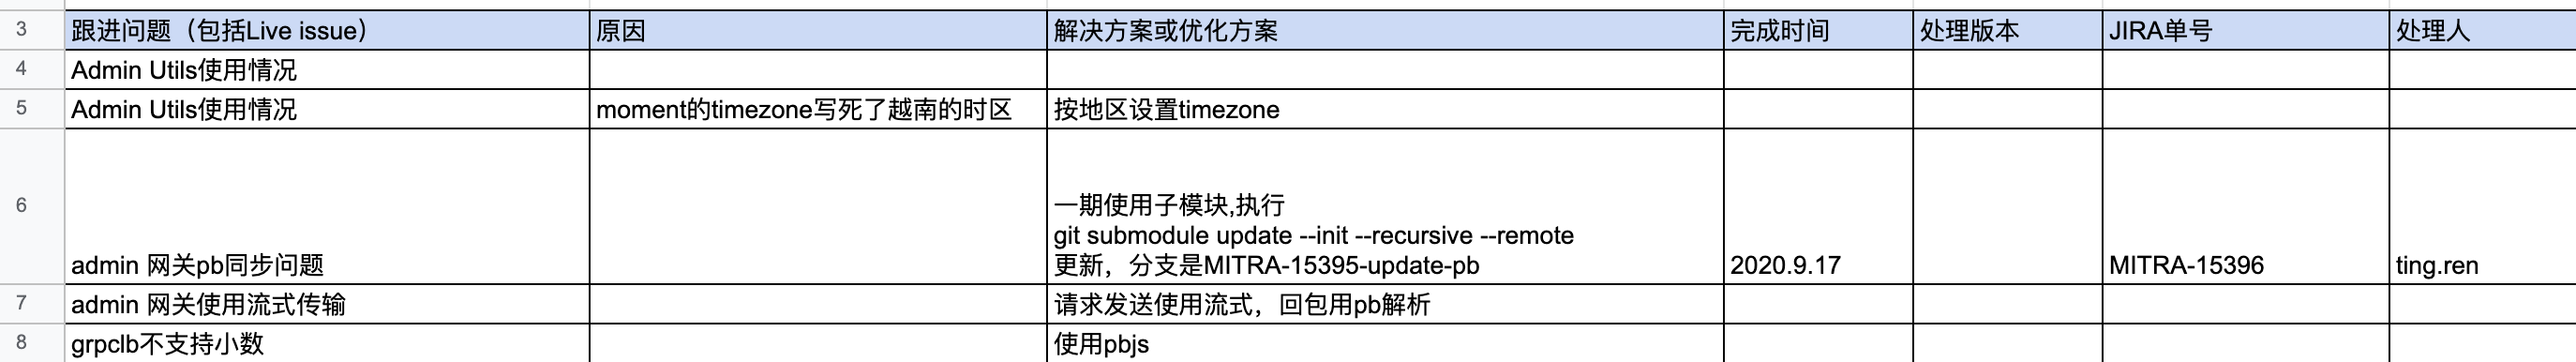 3 跟进问题（包括Live issue） 原因 解决方案或优化方案 完成时间 处理版本 JIRA单号 处理人
4 Admin Utils使用情况
5 Admin Utils使用情况 moment的timezone写死了越南的时区 按地区设置timezone
一期使用子模块,执行
6 git submodule update --init --recursive --remote
admin 网关pb同步问题 更新，分支是MITRA-15395-update-pb 2020.9.17 MITRA-15396 ting.ren
7 admin 网关使用流式传输 请求发送使用流式，回包用pb解析
8 grpclb不支持小数 使用pbjs